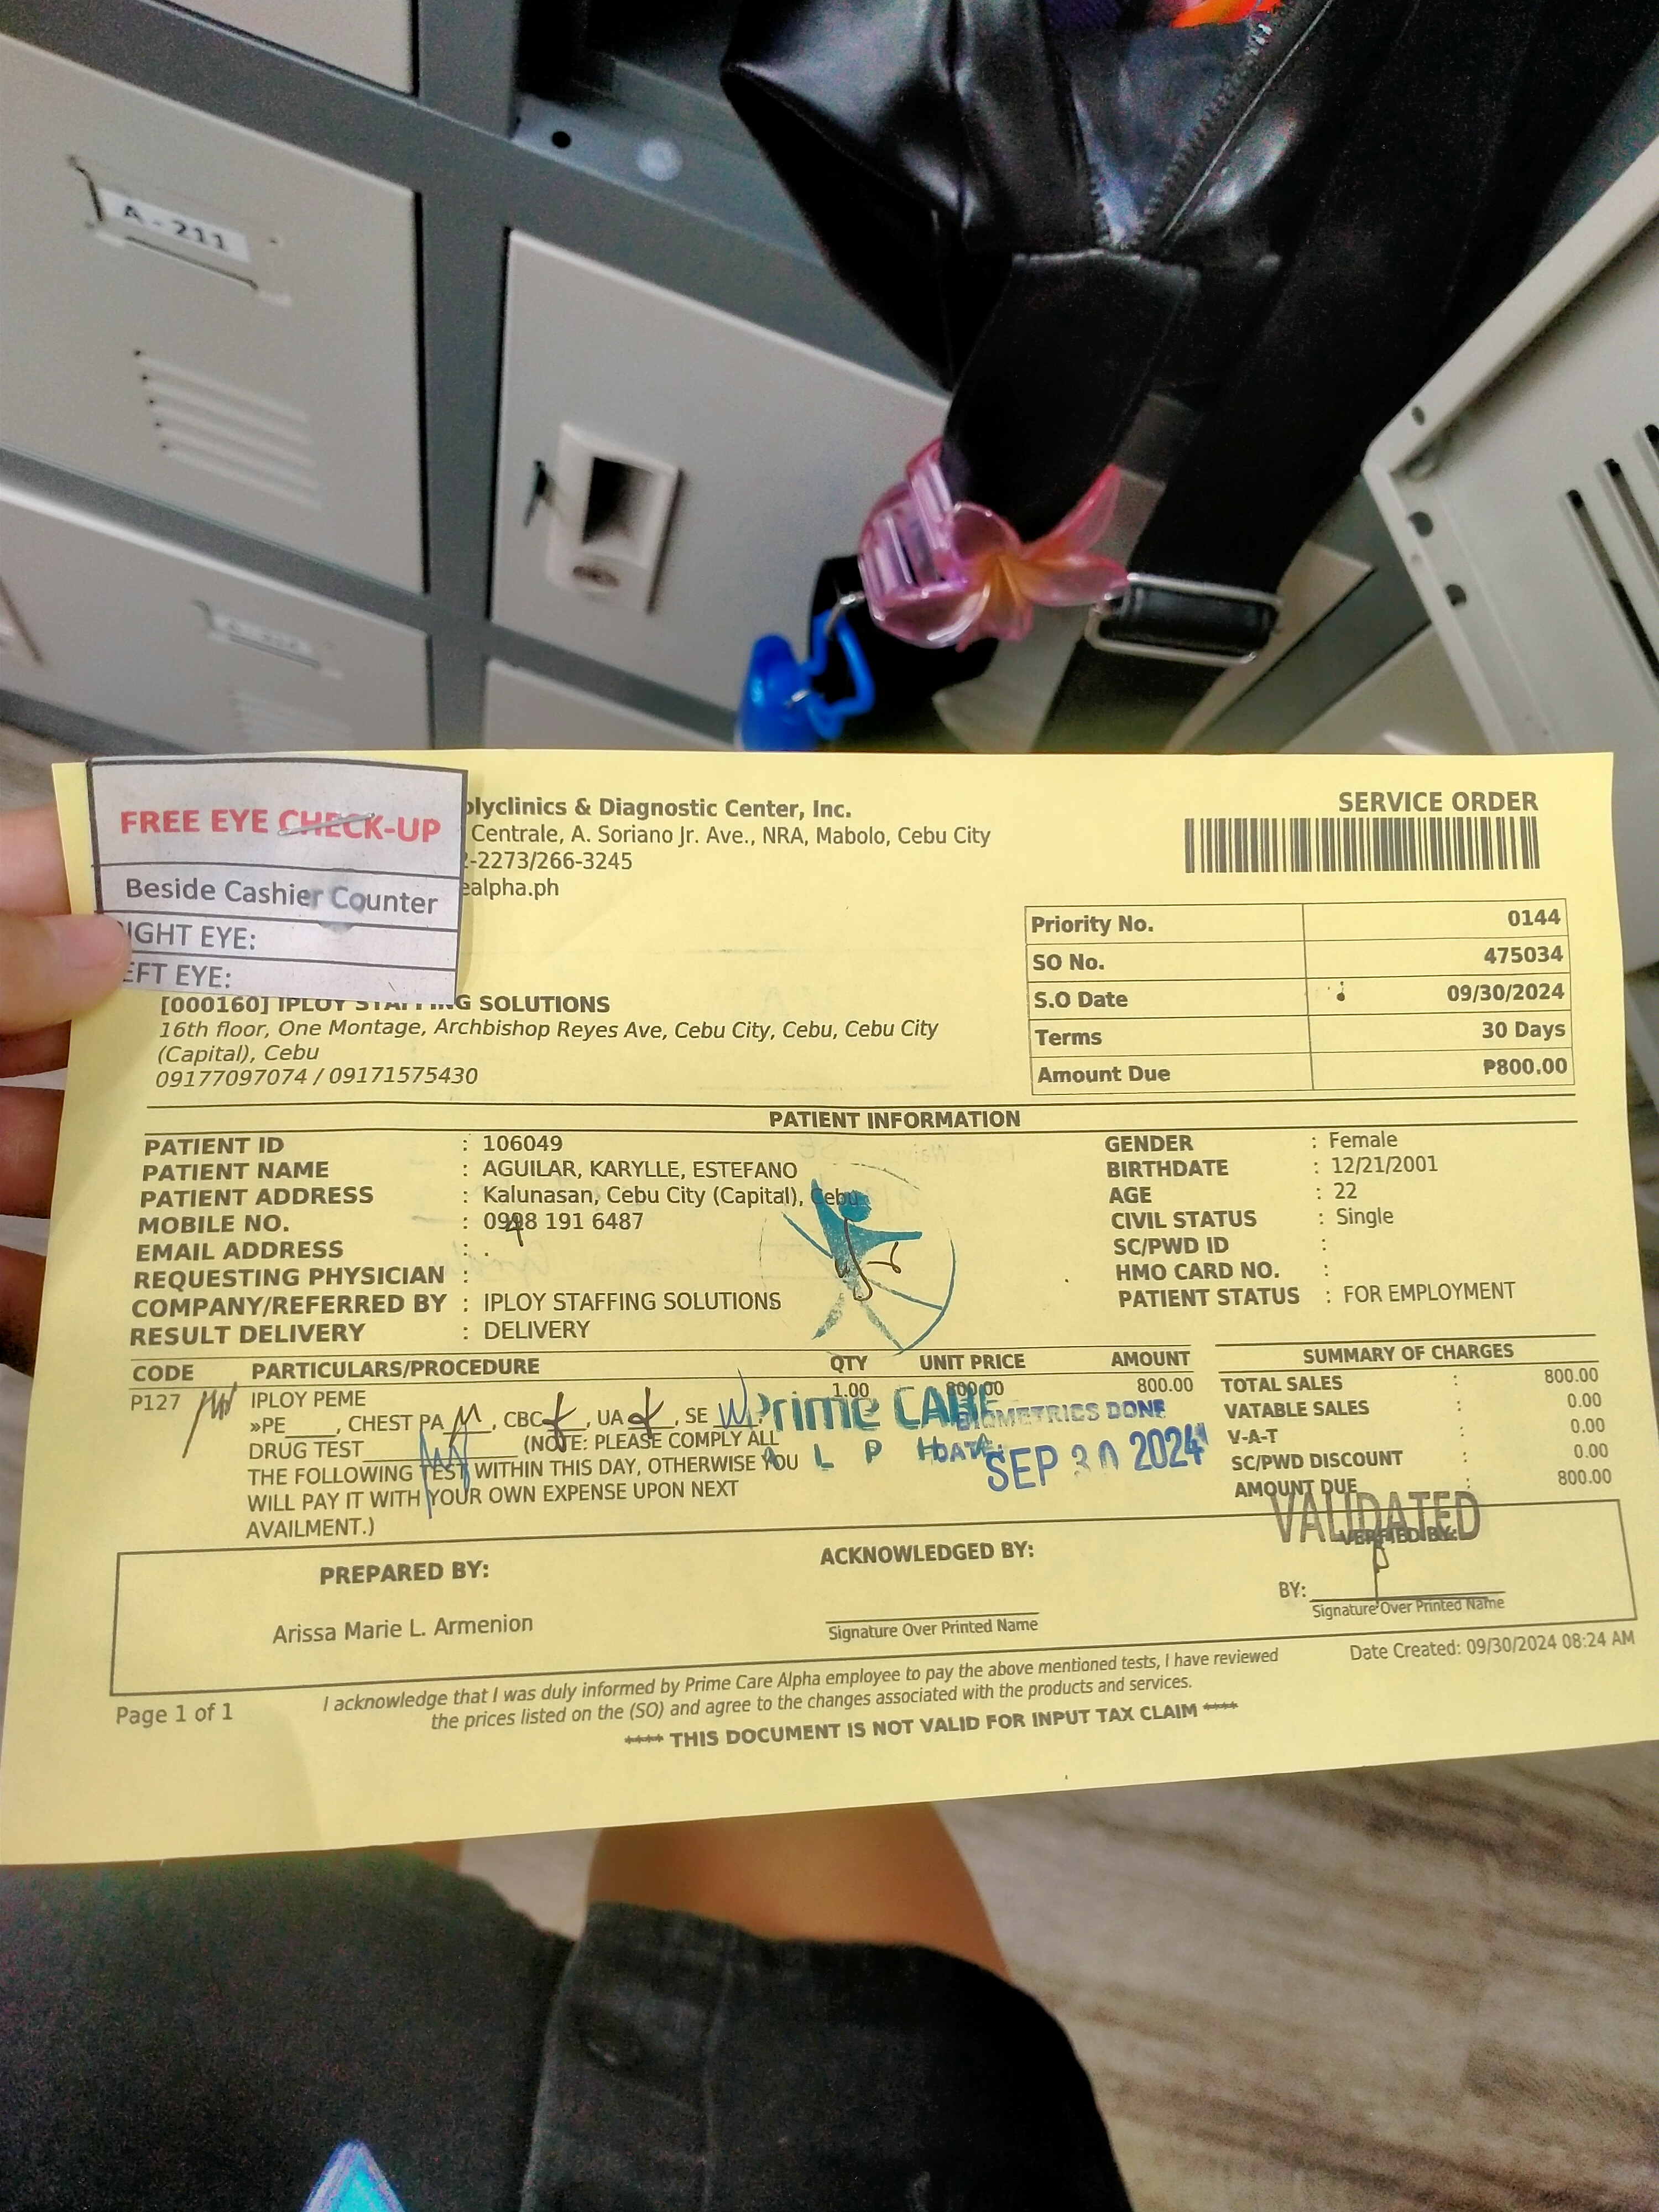 A-211
FREE EYE CHECK-UP
Beside Cashier Counter
IGHT EYE:
EFT EYE:
olyclinics & Diagnostic Center, Inc.
Centrale, A. Soriano Jr. Ave., NRA, Mabolo, Cebu City
-2273/266-3245
ealpha.ph
SERVICE ORDER
Priority No. 0144
SO No. 475034
S.O Date 09/30/2024
Terms 30 Days
Amount Due ₱800.00
[000160] IPLOY STAFFING SOLUTIONS
16th floor, One Montage, Archbishop Reyes Ave, Cebu City, Cebu, Cebu City
(Capital), Cebu
09177097074 / 09171575430
PATIENT INFORMATION
PATIENT ID : 106049
PATIENT NAME : AGUILAR, KARYLLE, ESTEFANO
PATIENT ADDRESS : Kalunasan, Cebu City (Capital), Cebu
MOBILE NO. : 0998 191 6487
4
EMAIL ADDRESS : .
REQUESTING PHYSICIAN :
COMPANY/REFERRED BY : IPLOY STAFFING SOLUTIONS
RESULT DELIVERY : DELIVERY
GENDER : Female
BIRTHDATE : 12/21/2001
AGE : 22
CIVIL STATUS : Single
SC/PWD ID :
HMO CARD NO. :
PATIENT STATUS : FOR EMPLOYMENT
CODE PARTICULARS/PROCEDURE QTY UNIT PRICE AMOUNT
P127 IPLOY PEME 1.00 800.00 800.00
»PE____, CHEST PA____, CBC____, UA____, SE____,
DRUG TEST____________ (NOTE: PLEASE COMPLY ALL
THE FOLLOWING TEST WITHIN THIS DAY, OTHERWISE YOU
WILL PAY IT WITH YOUR OWN EXPENSE UPON NEXT
AVAILMENT.)
Prime CARE
ALPHA
BIOMETRICS DONE
DATE:
SEP 30 2024
SUMMARY OF CHARGES
TOTAL SALES : 800.00
VATABLE SALES : 0.00
V-A-T : 0.00
SC/PWD DISCOUNT : 0.00
AMOUNT DUE : 800.00
VALIDATED
PREPARED BY:
Arissa Marie L. Armenion
ACKNOWLEDGED BY:
Signature Over Printed Name
VERIFIED BY:
BY:
Signature Over Printed Name
Date Created: 09/30/2024 08:24 AM
Page 1 of 1
I acknowledge that I was duly informed by Prime Care Alpha employee to pay the above mentioned tests, I have reviewed
the prices listed on the (SO) and agree to the changes associated with the products and services.
**** THIS DOCUMENT IS NOT VALID FOR INPUT TAX CLAIM ****